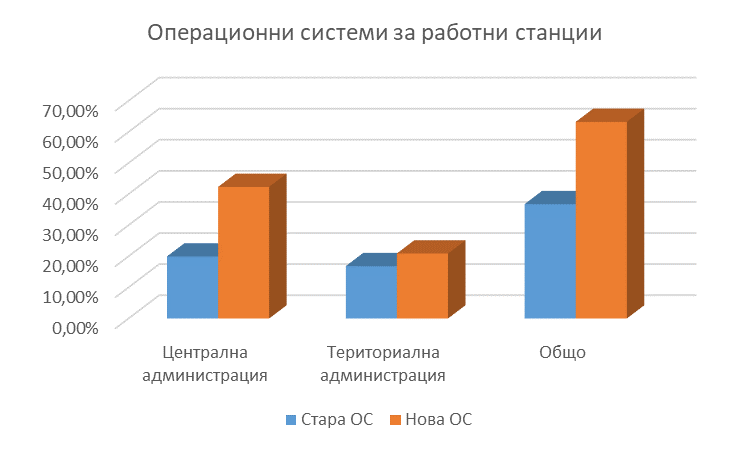 Операционни системи за работни станции
70,00%
60,00%
50,00%
40,00%
30,00%
20,00%
10,00%
0,00%
Централна
администрация
Териториална
администрация
Общо
Стара ОС
Нова ОС